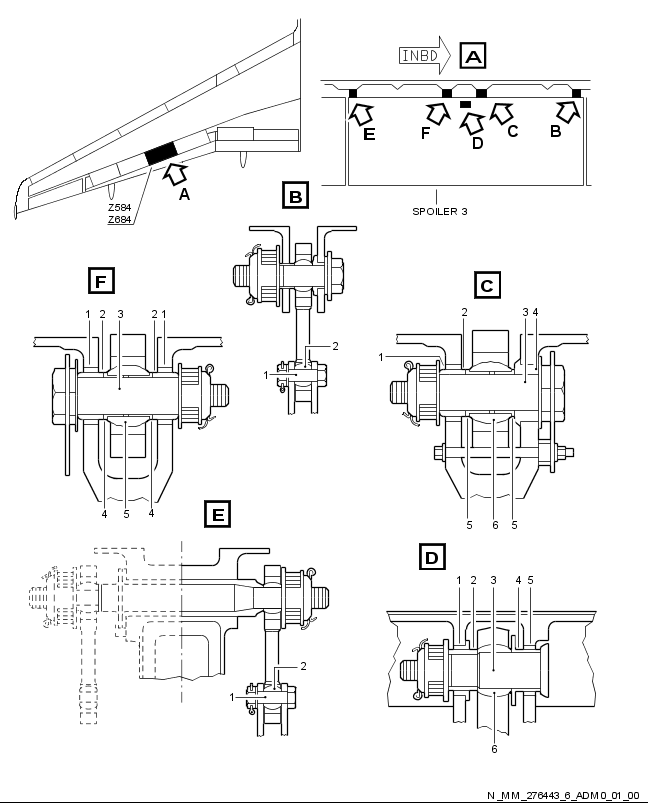 INBD
A
E
F
D
C
B
A
Z584
Z684
SPOILER 3
B
F
C
1 2 3 2 1
2 3 4
1
2
1
4 5 4
5 6 5
E
D
1 2 3 4 5
2
1
6
N_MM_276443_6_ADM0_01_00